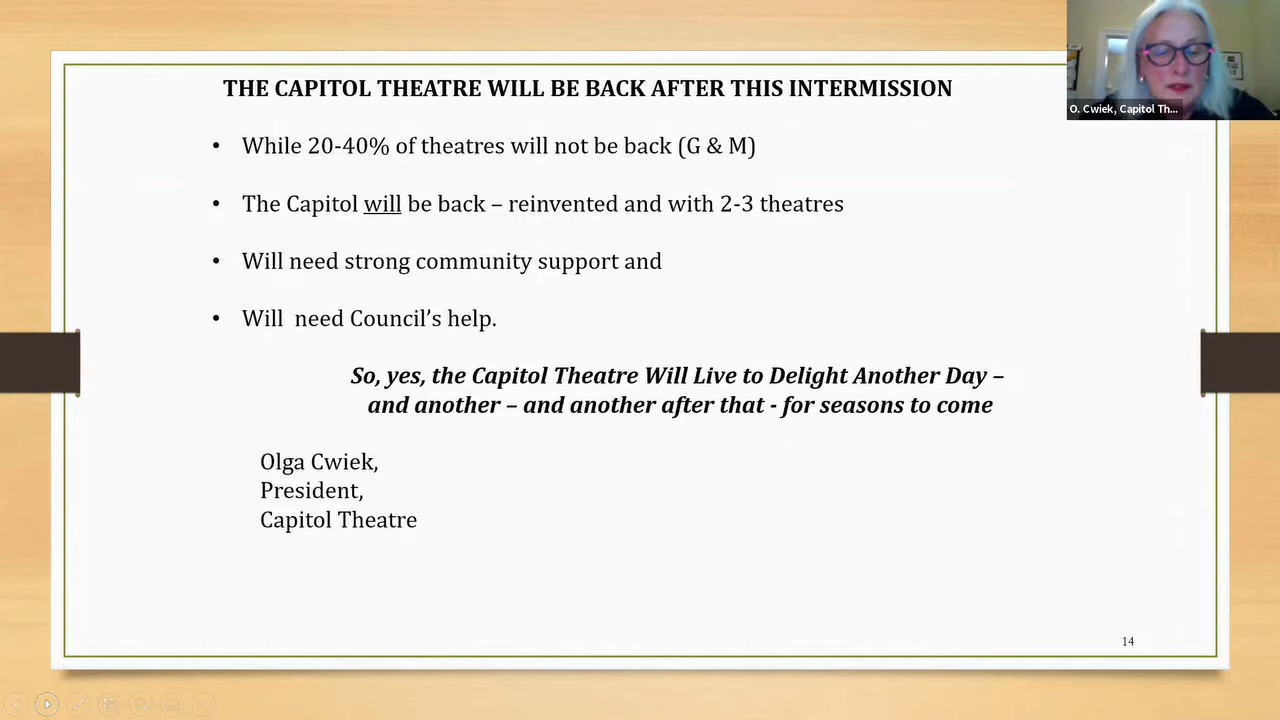 THE CAPITOL THEATRE WILL BE BACK AFTER THIS INTERMISSION
O. Cwiek, Capitol Th...
• While 20-40% of theatres will not be back (G & M)
• The Capitol will be back – reinvented and with 2-3 theatres
• Will need strong community support and
• Will  need Council’s help.
So, yes, the Capitol Theatre Will Live to Delight Another Day –
and another – and another after that - for seasons to come
Olga Cwiek,
President,
Capitol Theatre
14